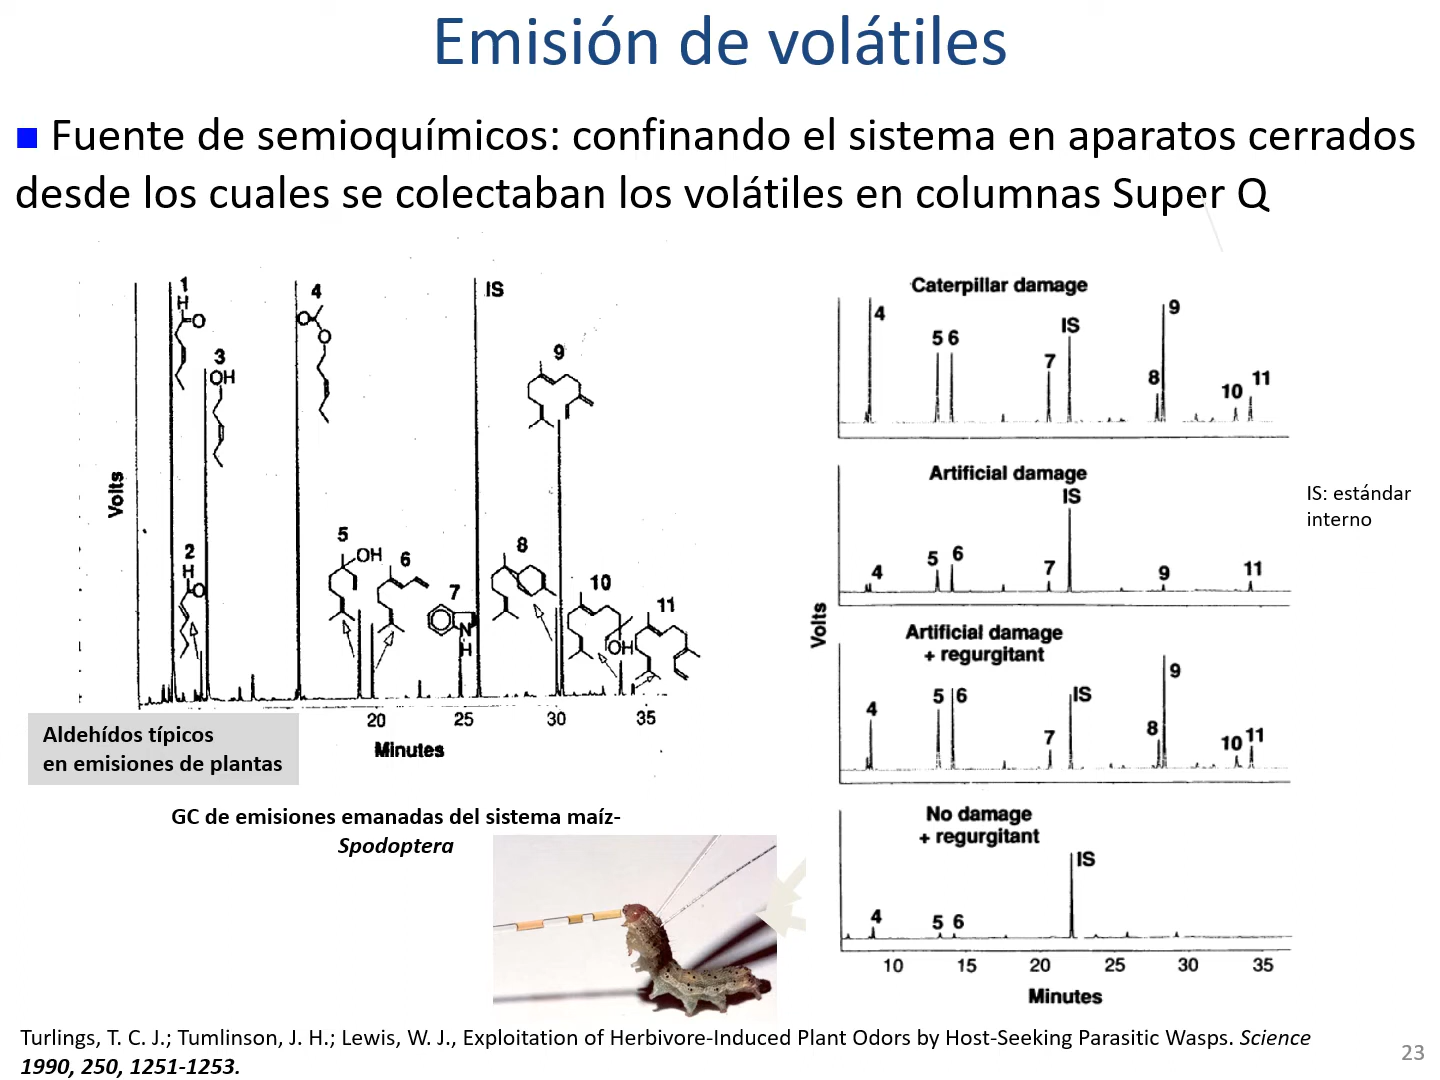 Emisión de volátiles
■ Fuente de semioquímicos: confinando el sistema en aparatos cerrados
desde los cuales se colectaban los volátiles en columnas Super Q
1
H
O
3
OH
2
H
O
4
O
O
IS
9
5
OH
6
7
N
H
8
10
OH
11
Volts
20 25 30 35
Minutes
Aldehídos típicos
en emisiones de plantas
GC de emisiones emanadas del sistema maíz-
Spodoptera
Caterpillar damage
4 5 6 7 IS 8 9 10 11
Artificial damage
4 5 6 7 IS 9 11
IS: estándar
interno
Volts
Artificial damage
+ regurgitant
4 5 6 7 IS 8 9 10 11
No damage
+ regurgitant
4 5 6 IS
10 15 20 25 30 35
Minutes
Turlings, T. C. J.; Tumlinson, J. H.; Lewis, W. J., Exploitation of Herbivore-Induced Plant Odors by Host-Seeking Parasitic Wasps. Science
1990, 250, 1251-1253.
23